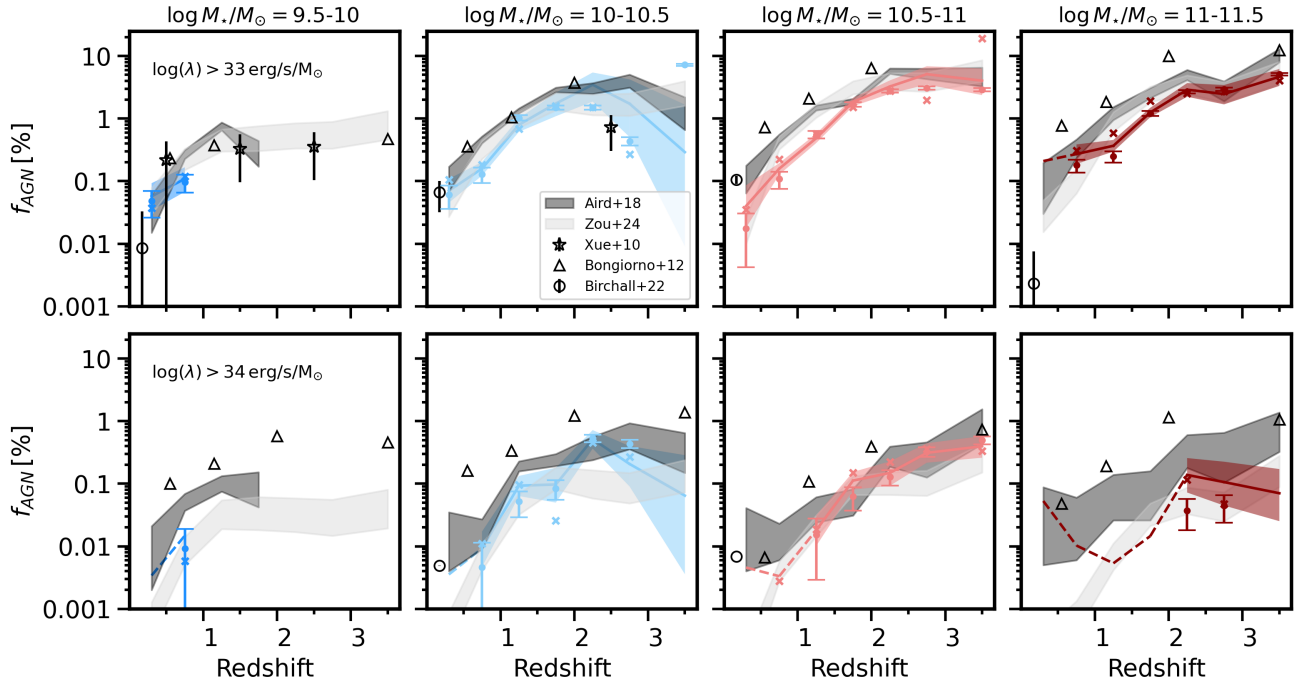 log M⋆/M⊙ = 9.5-10
log M⋆/M⊙ = 10-10.5
log M⋆/M⊙ = 10.5-11
log M⋆/M⊙ = 11-11.5
f_AGN [%]
10
1
0.1
0.01
0.001
log(λ) > 33 erg/s/M⊙
Aird+18
Zou+24
Xue+10
Bongiorno+12
Birchall+22
f_AGN [%]
10
1
0.1
0.01
0.001
log(λ) > 34 erg/s/M⊙
1 2 3
1 2 3
1 2 3
1 2 3
Redshift
Redshift
Redshift
Redshift